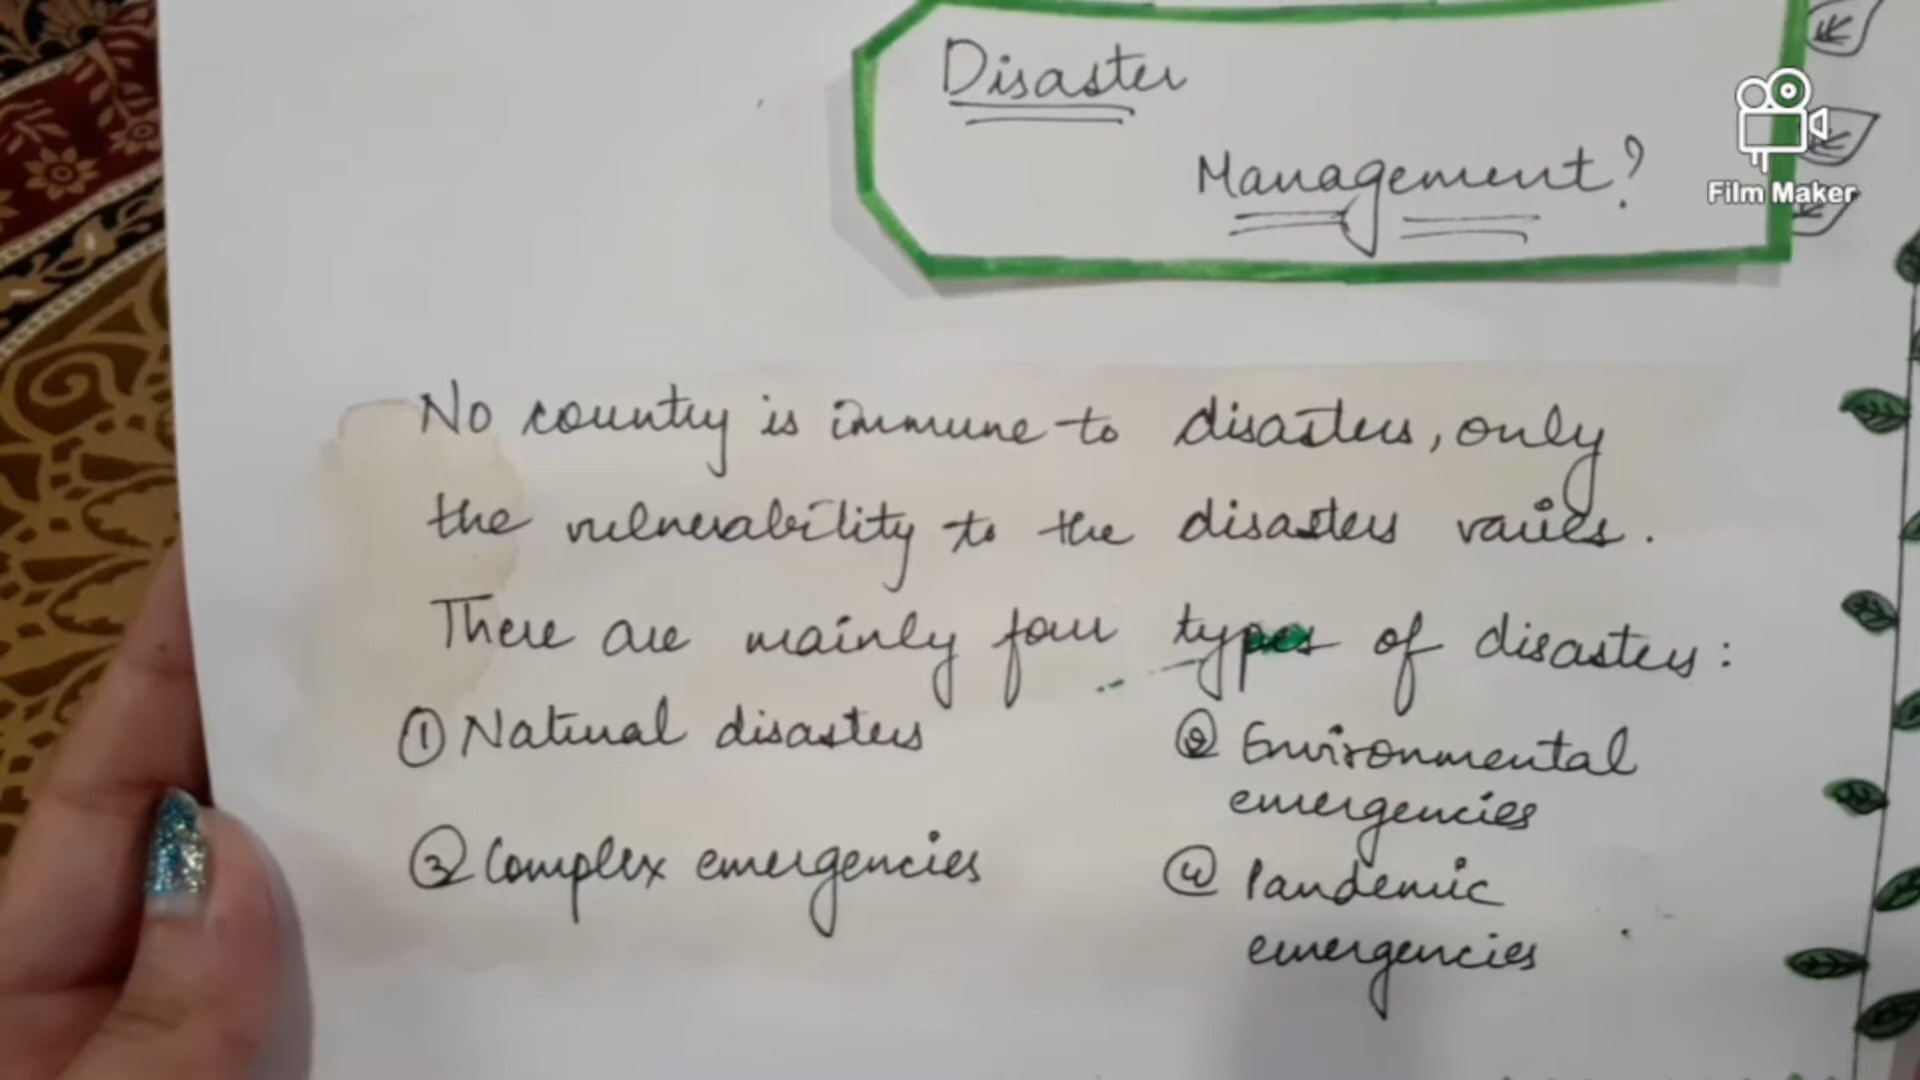 Disaster
Management?
Film Maker
No country is immune to disasters, only
the vulnerability to the disasters varies.
There are mainly four types of disasters:
① Natural disasters
② Environmental
emergencies
③ Complex emergencies
④ Pandemic
emergencies